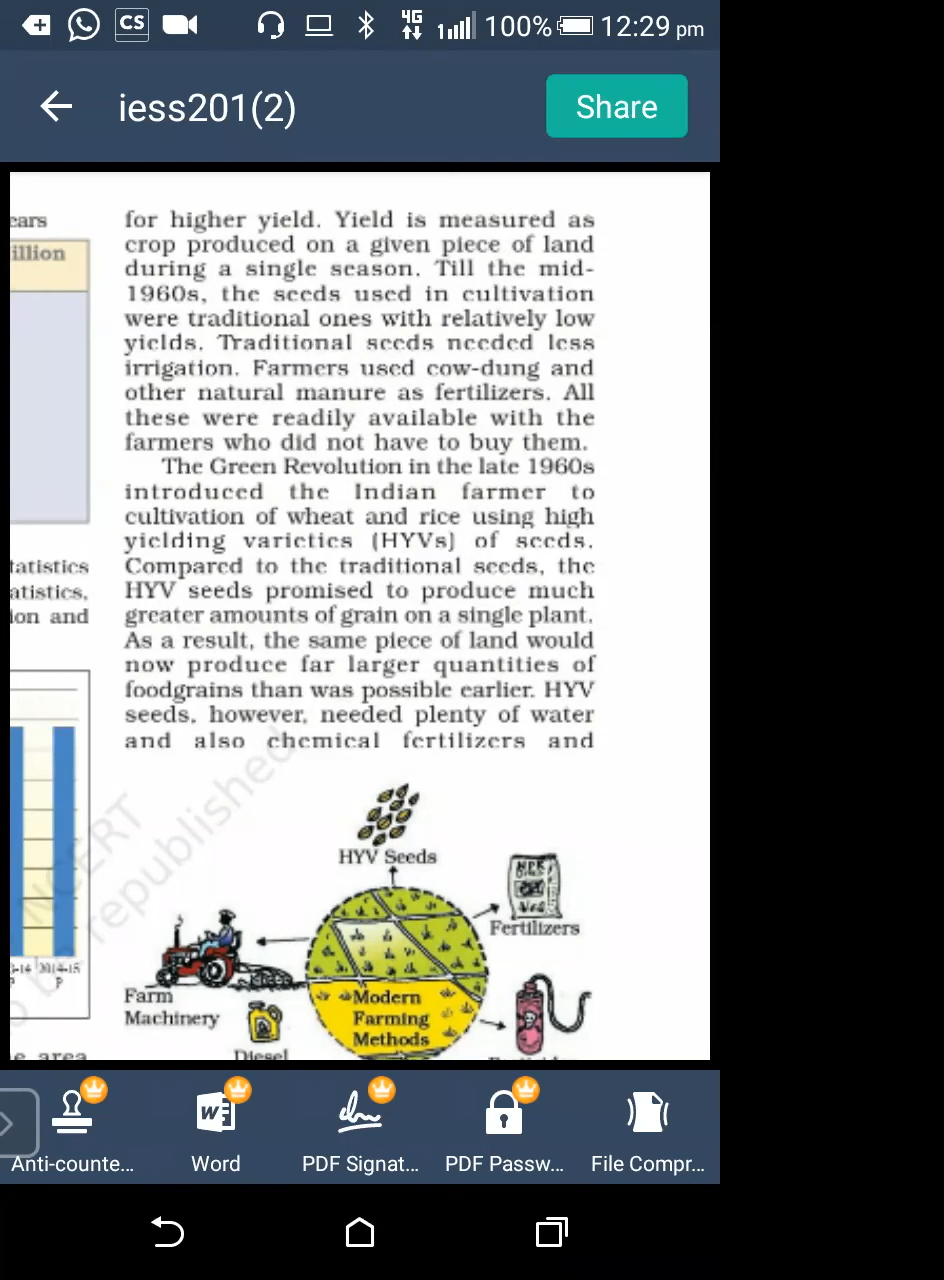 CS
4G
100%
12:29 pm
iess201(2)
Share
ears
illion
tatistics
atistics,
ion and
2014-15
P
e area
for higher yield. Yield is measured as
crop produced on a given piece of land
during a single season. Till the mid-
1960s, the seeds used in cultivation
were traditional ones with relatively low
yields. Traditional seeds needed less
irrigation. Farmers used cow-dung and
other natural manure as fertilizers. All
these were readily available with the
farmers who did not have to buy them.
The Green Revolution in the late 1960s
introduced the Indian farmer to
cultivation of wheat and rice using high
yielding varieties (HYVs) of seeds.
Compared to the traditional seeds, the
HYV seeds promised to produce much
greater amounts of grain on a single plant.
As a result, the same piece of land would
now produce far larger quantities of
foodgrains than was possible earlier. HYV
seeds, however, needed plenty of water
and also chemical fertilizers and
NCERT
republished
HYV Seeds
Fertilizers
Farm
Machinery
Diesel
Modern
Farming
Methods
Anti-counte...
W
Word
PDF Signat...
PDF Passw...
File Compr...